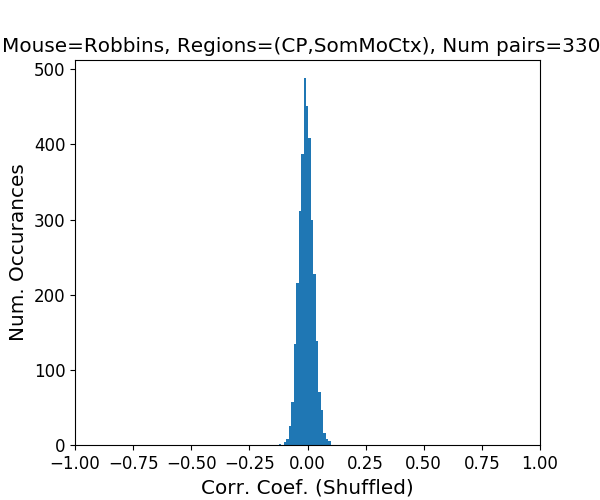 Mouse=Robbins, Regions=(CP,SomMoCtx), Num pairs=330
500
400
300
200
100
0
Num. Occurances
−1.00 −0.75 −0.50 −0.25 0.00 0.25 0.50 0.75 1.00
Corr. Coef. (Shuffled)